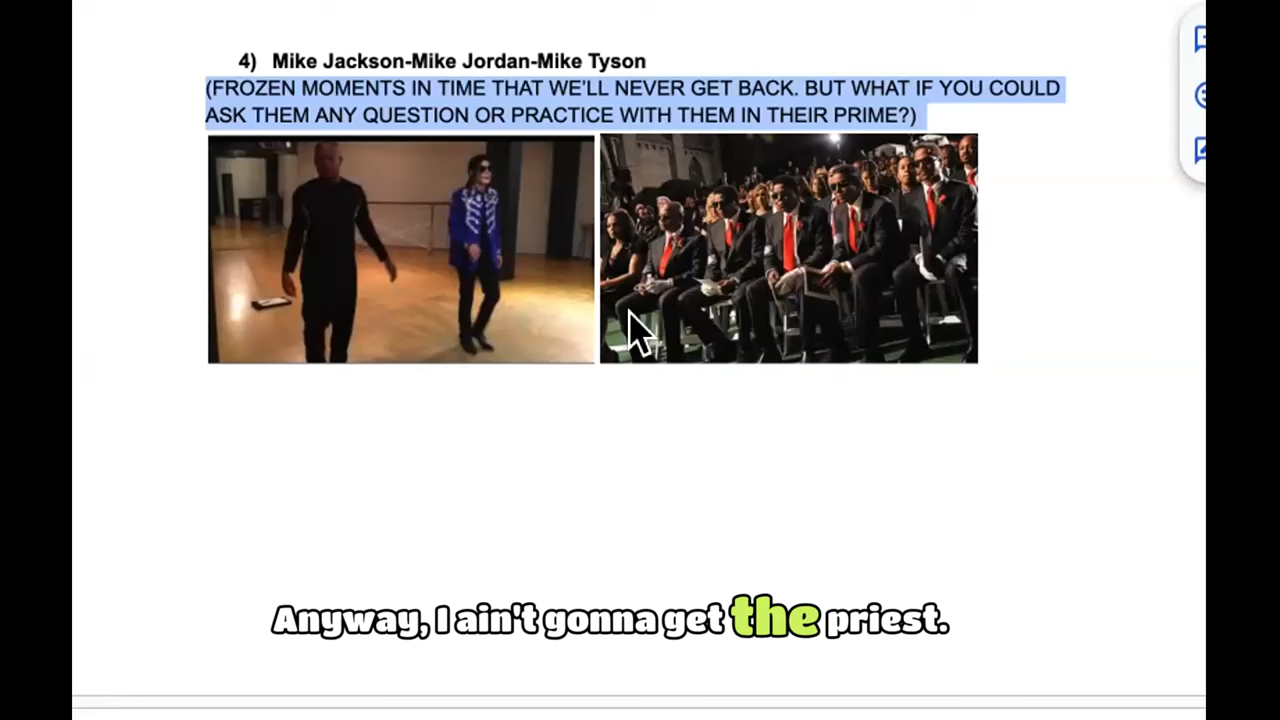 4) Mike Jackson-Mike Jordan-Mike Tyson
(FROZEN MOMENTS IN TIME THAT WE'LL NEVER GET BACK. BUT WHAT IF YOU COULD
ASK THEM ANY QUESTION OR PRACTICE WITH THEM IN THEIR PRIME?)
Anyway, I ain't gonna get the priest.